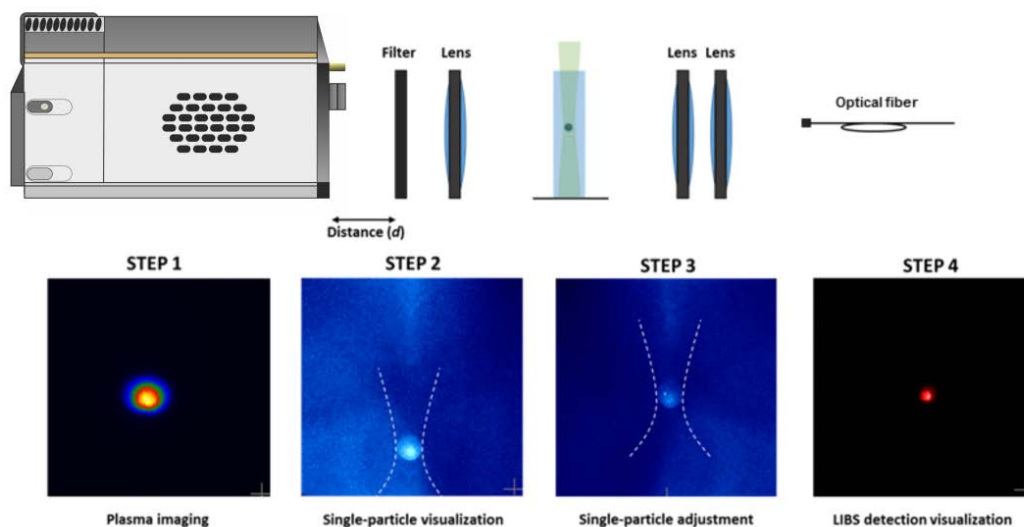 Filter
Lens
Lens
Lens
Optical fiber
Distance (d)
STEP 1
STEP 2
STEP 3
STEP 4
Plasma imaging
Single-particle visualization
Single-particle adjustment
LIBS detection visualization